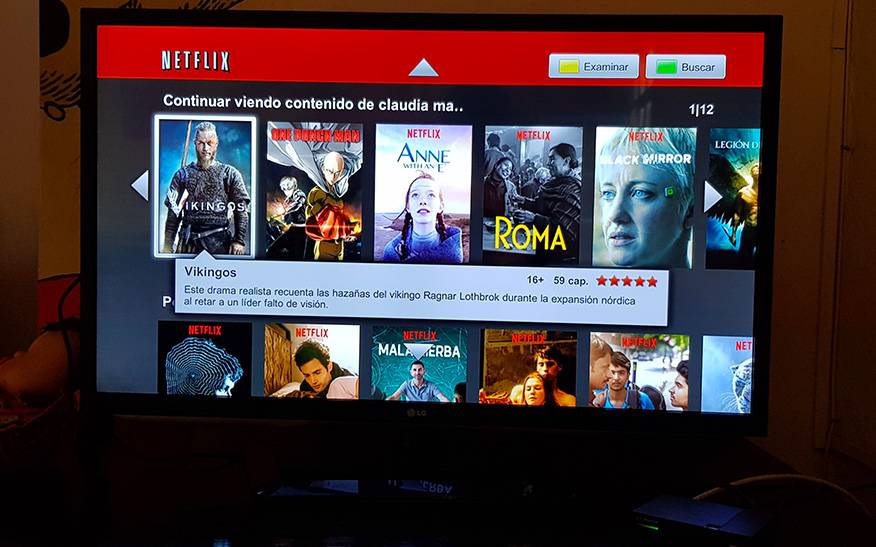 NETFLIX
Examinar
Buscar
Continuar viendo contenido de claudia ma..
1|12
VIKINGOS
ONE PUNCH MAN
NETFLIX
ANNE
WITH AN E
NETFLIX
ROMA
NETFLIX
BLACK MIRROR
LEGIÓN D
Vikingos
16+ 59 cap.
Este drama realista recuenta las hazañas del vikingo Ragnar Lothbrok durante la expansión nórdica
al retar a un líder falto de visión.
NETFLIX
NETFLIX
NETFLIX
MALA HIERBA
NETFLIX
NETFLIX
NET
LG